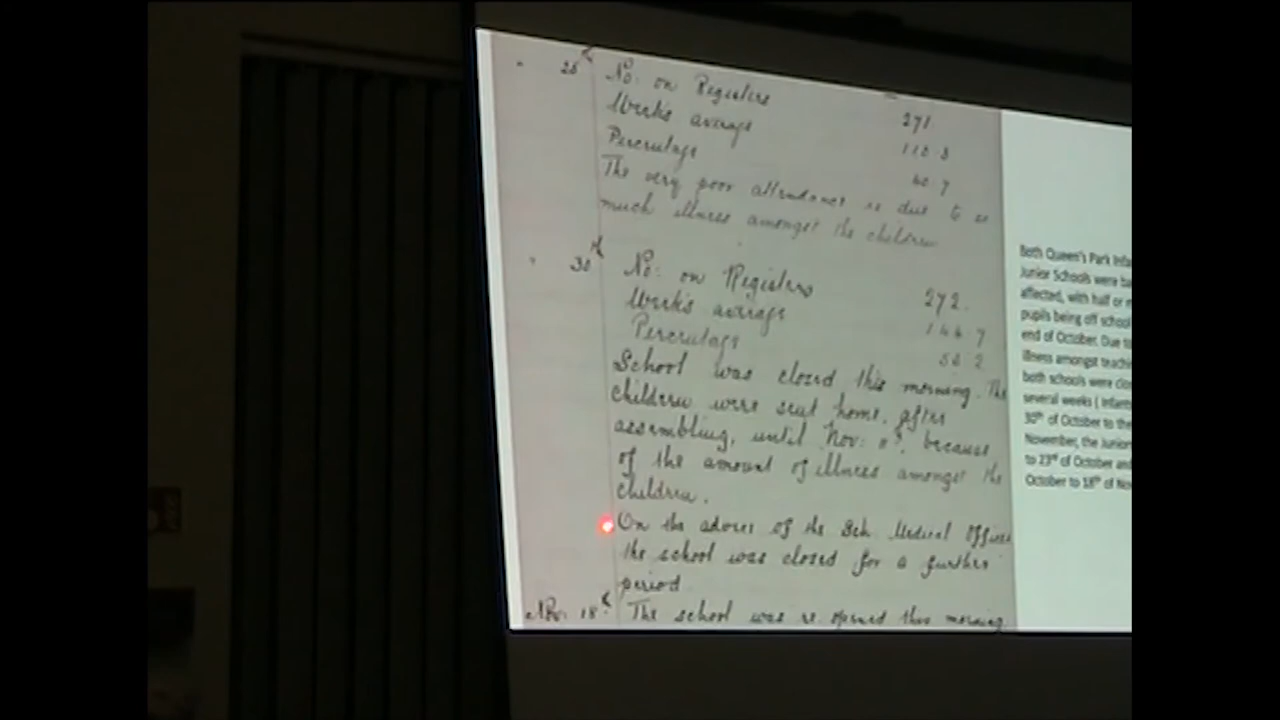 " 25th No: on Registers 271
Week's average 110.8
Percentage 40.7
The very poor attendance is due to so
much illness amongst the children
" 30th No: on Registers 272.
Week's average 144.7
Percentage 53.2
School was closed this morning. The
children were sent home, after
assembling, until Nov: 11th, because
of the amount of illness amongst the
children.
On the advice of the Sch. Medical Officer
the school was closed for a further
period
Nov: 18th The school was re opened this morning
Both Queen's Park Infa
Junior Schools were ba
affected, with half or m
pupils being off school
end of October. Due to
illness amongst teachi
both schools were clos
several weeks ( Infants
30th of October to the
November, the Junior
to 23rd of October and
October to 18th of No